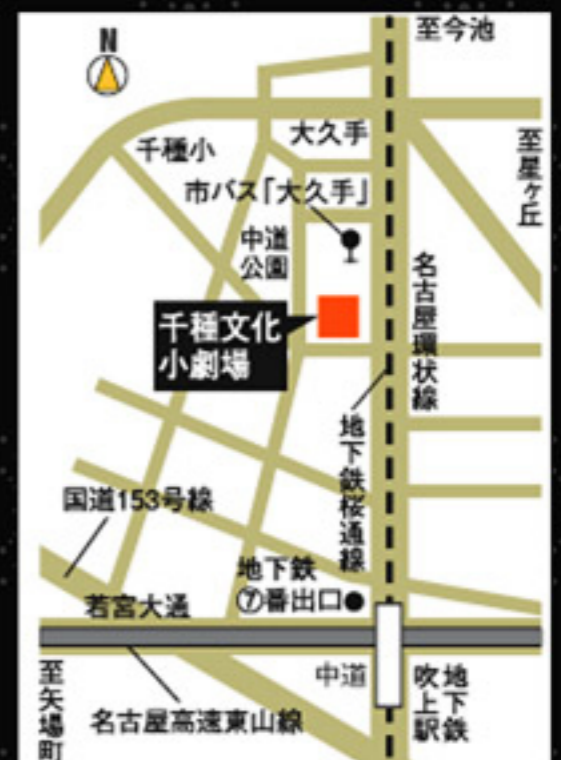 N
至今池
大久手
千種小
至星ヶ丘
市バス「大久手」
中道
公園
名古屋環状線
千種文化
小劇場
地下鉄桜通線
国道153号線
地下鉄
⑦番出口
若宮大通
至矢場町
中道
地下鉄
吹上駅
名古屋高速東山線